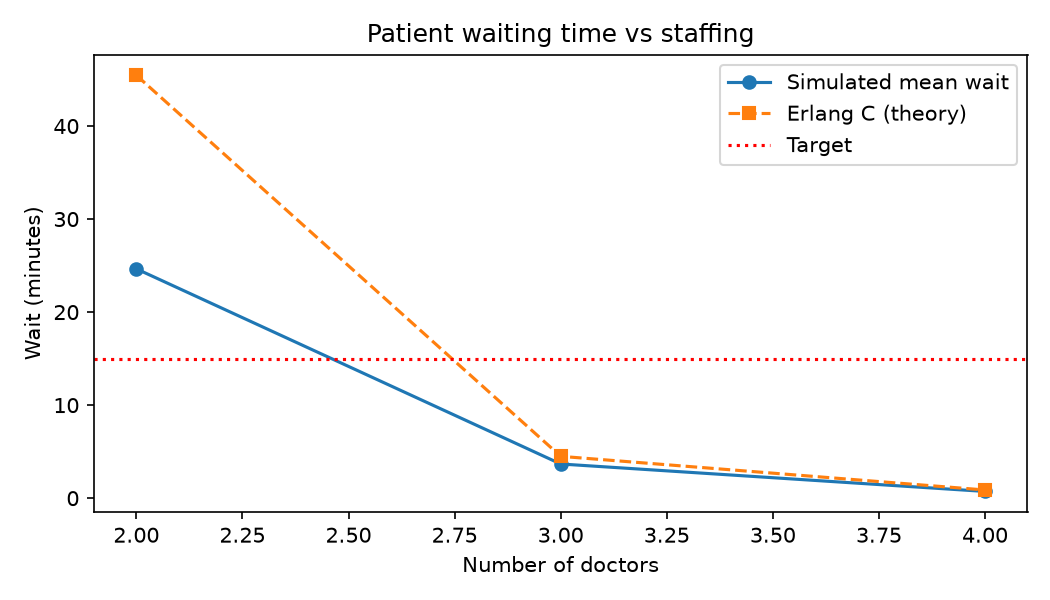 Patient waiting time vs staffing
Simulated mean wait
Erlang C (theory)
Target
Wait (minutes)
40
30
20
10
0
2.00 2.25 2.50 2.75 3.00 3.25 3.50 3.75 4.00
Number of doctors